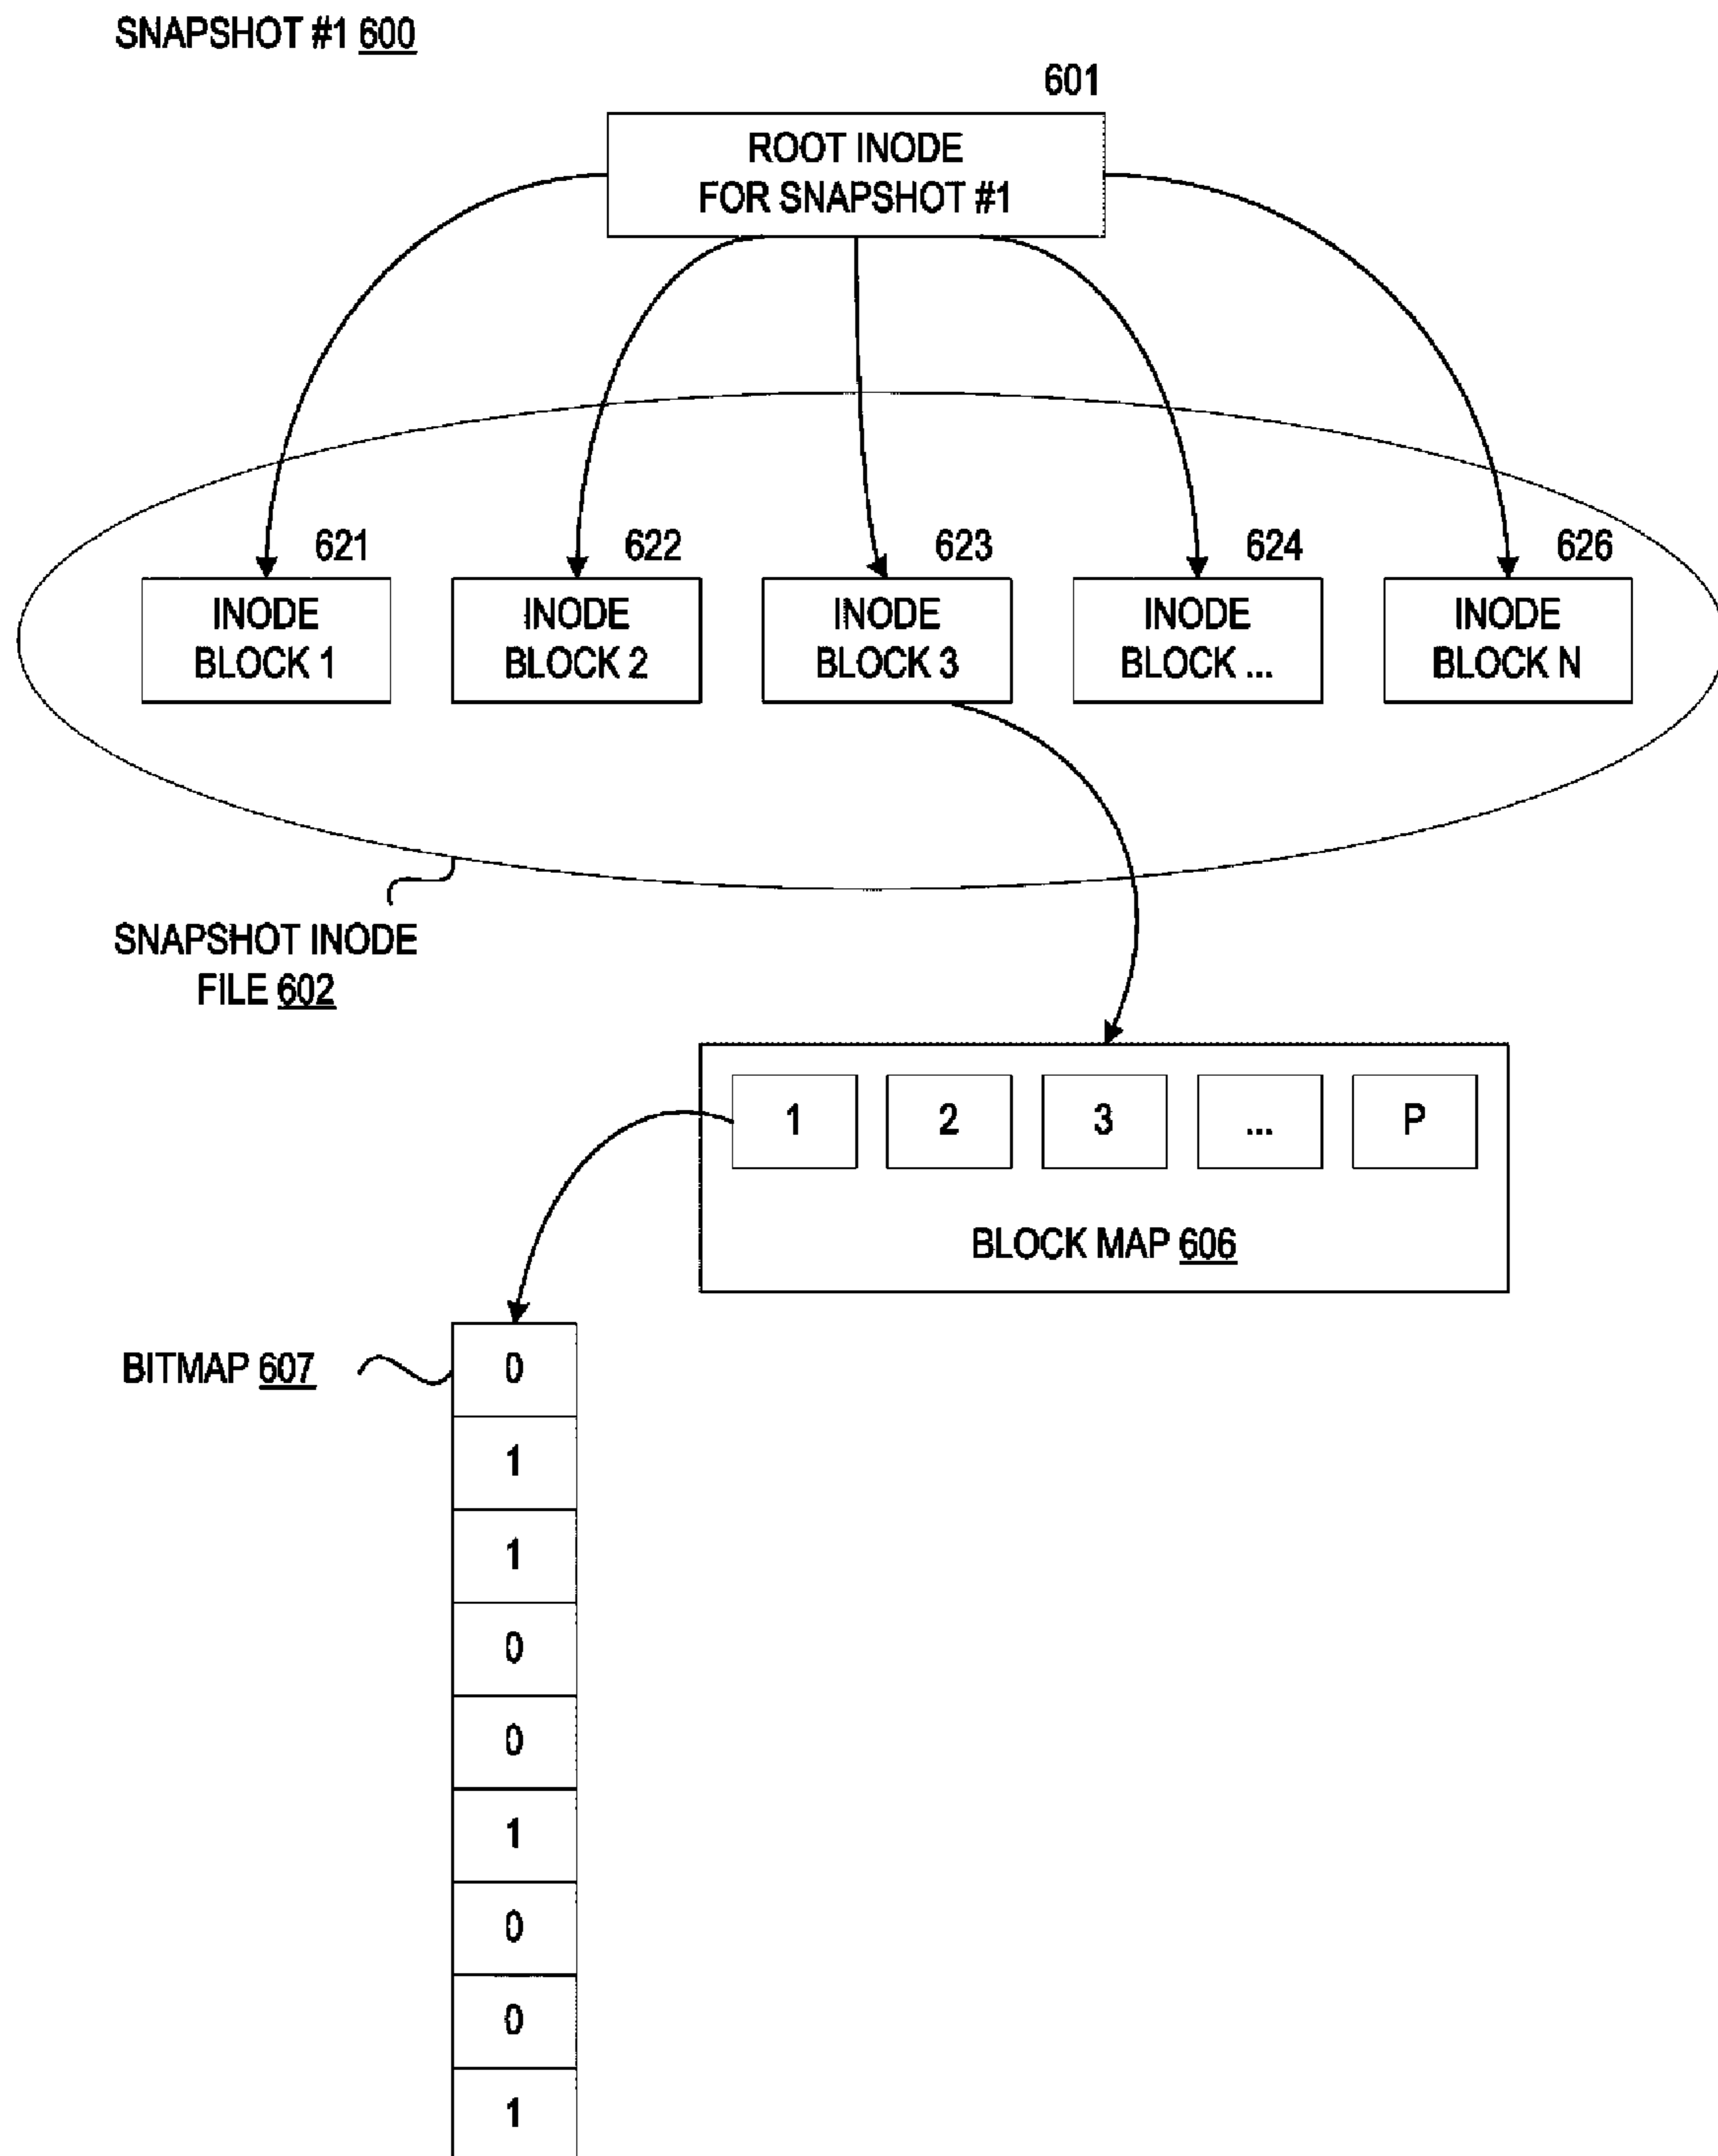 SNAPSHOT #1 600
601
ROOT INODE
FOR SNAPSHOT #1
621
622
623
624
626
INODE
BLOCK 1
INODE
BLOCK 2
INODE
BLOCK 3
INODE
BLOCK ...
INODE
BLOCK N
SNAPSHOT INODE
FILE 602
1
2
3
...
P
BLOCK MAP 606
BITMAP 607
0
1
1
0
0
1
0
0
1